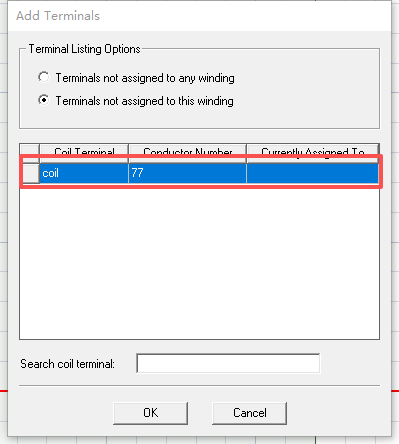 Add Terminals
Terminal Listing Options
Terminals not assigned to any winding
Terminals not assigned to this winding
Coil Terminal Conductor Number Currently Assigned To
coil 77
Search coil terminal:
OK Cancel